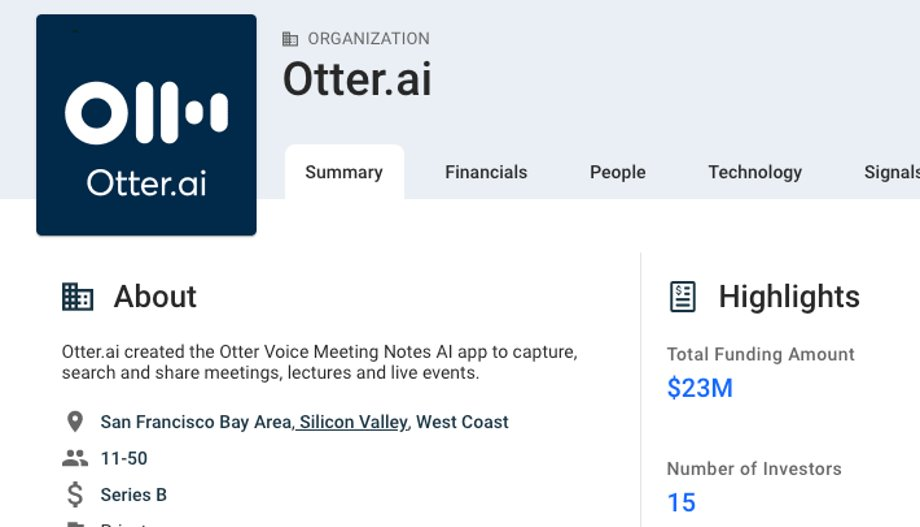 ORGANIZATION
Otter.ai
Otter.ai
Summary
Financials
People
Technology
Signals
About
Otter.ai created the Otter Voice Meeting Notes AI app to capture,
search and share meetings, lectures and live events.
San Francisco Bay Area, Silicon Valley, West Coast
11-50
Series B
Highlights
Total Funding Amount
$23M
Number of Investors
15